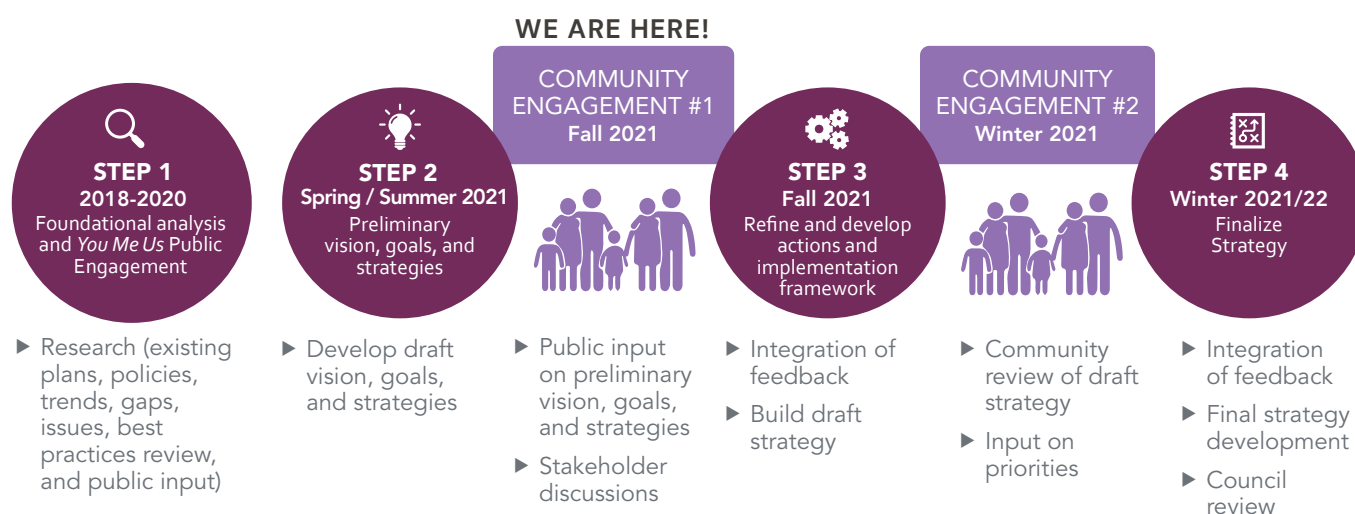 WE ARE HERE!
STEP 1
2018-2020
Foundational analysis
and You Me Us Public
Engagement
▶ Research (existing
plans, policies,
trends, gaps,
issues, best
practices review,
and public input)
STEP 2
Spring / Summer 2021
Preliminary
vision, goals, and
strategies
▶ Develop draft
vision, goals,
and strategies
COMMUNITY
ENGAGEMENT #1
Fall 2021
▶ Public input
on preliminary
vision, goals,
and strategies
▶ Stakeholder
discussions
STEP 3
Fall 2021
Refine and develop
actions and
implementation
framework
▶ Integration of
feedback
▶ Build draft
strategy
COMMUNITY
ENGAGEMENT #2
Winter 2021
▶ Community
review of draft
strategy
▶ Input on
priorities
STEP 4
Winter 2021/22
Finalize
Strategy
▶ Integration
of feedback
▶ Final strategy
development
▶ Council
review